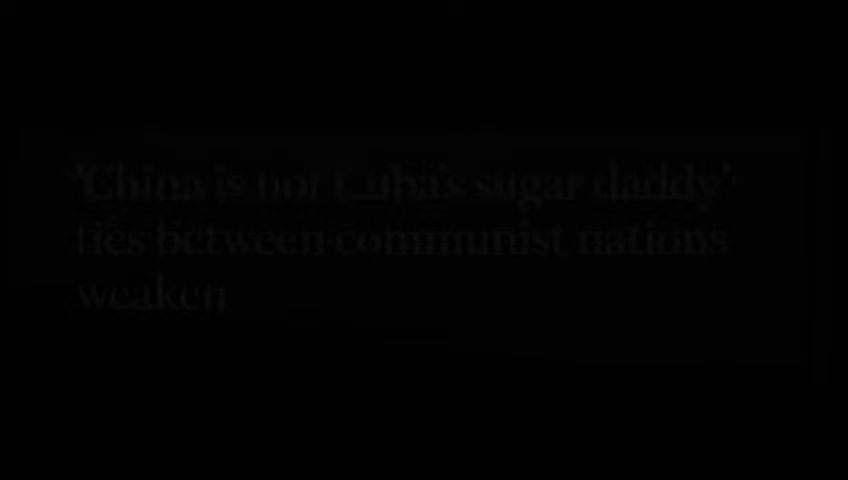 'China is not Cuba's sugar daddy'
ties between communist nations
weaken